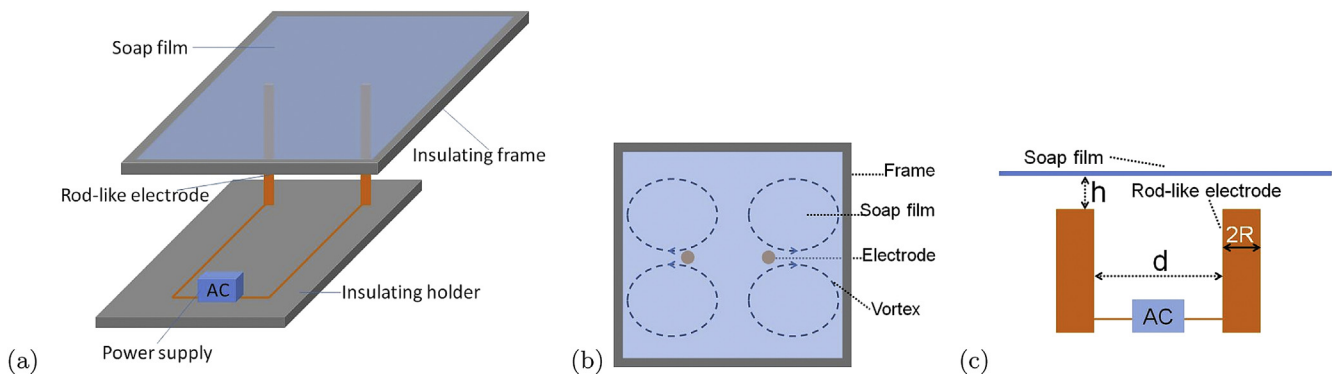 Soap film
Insulating frame
Rod-like electrode
AC
Insulating holder
Power supply
(a)
Frame
Soap film
Electrode
Vortex
(b)
Soap film
h
Rod-like electrode
2R
d
AC
(c)